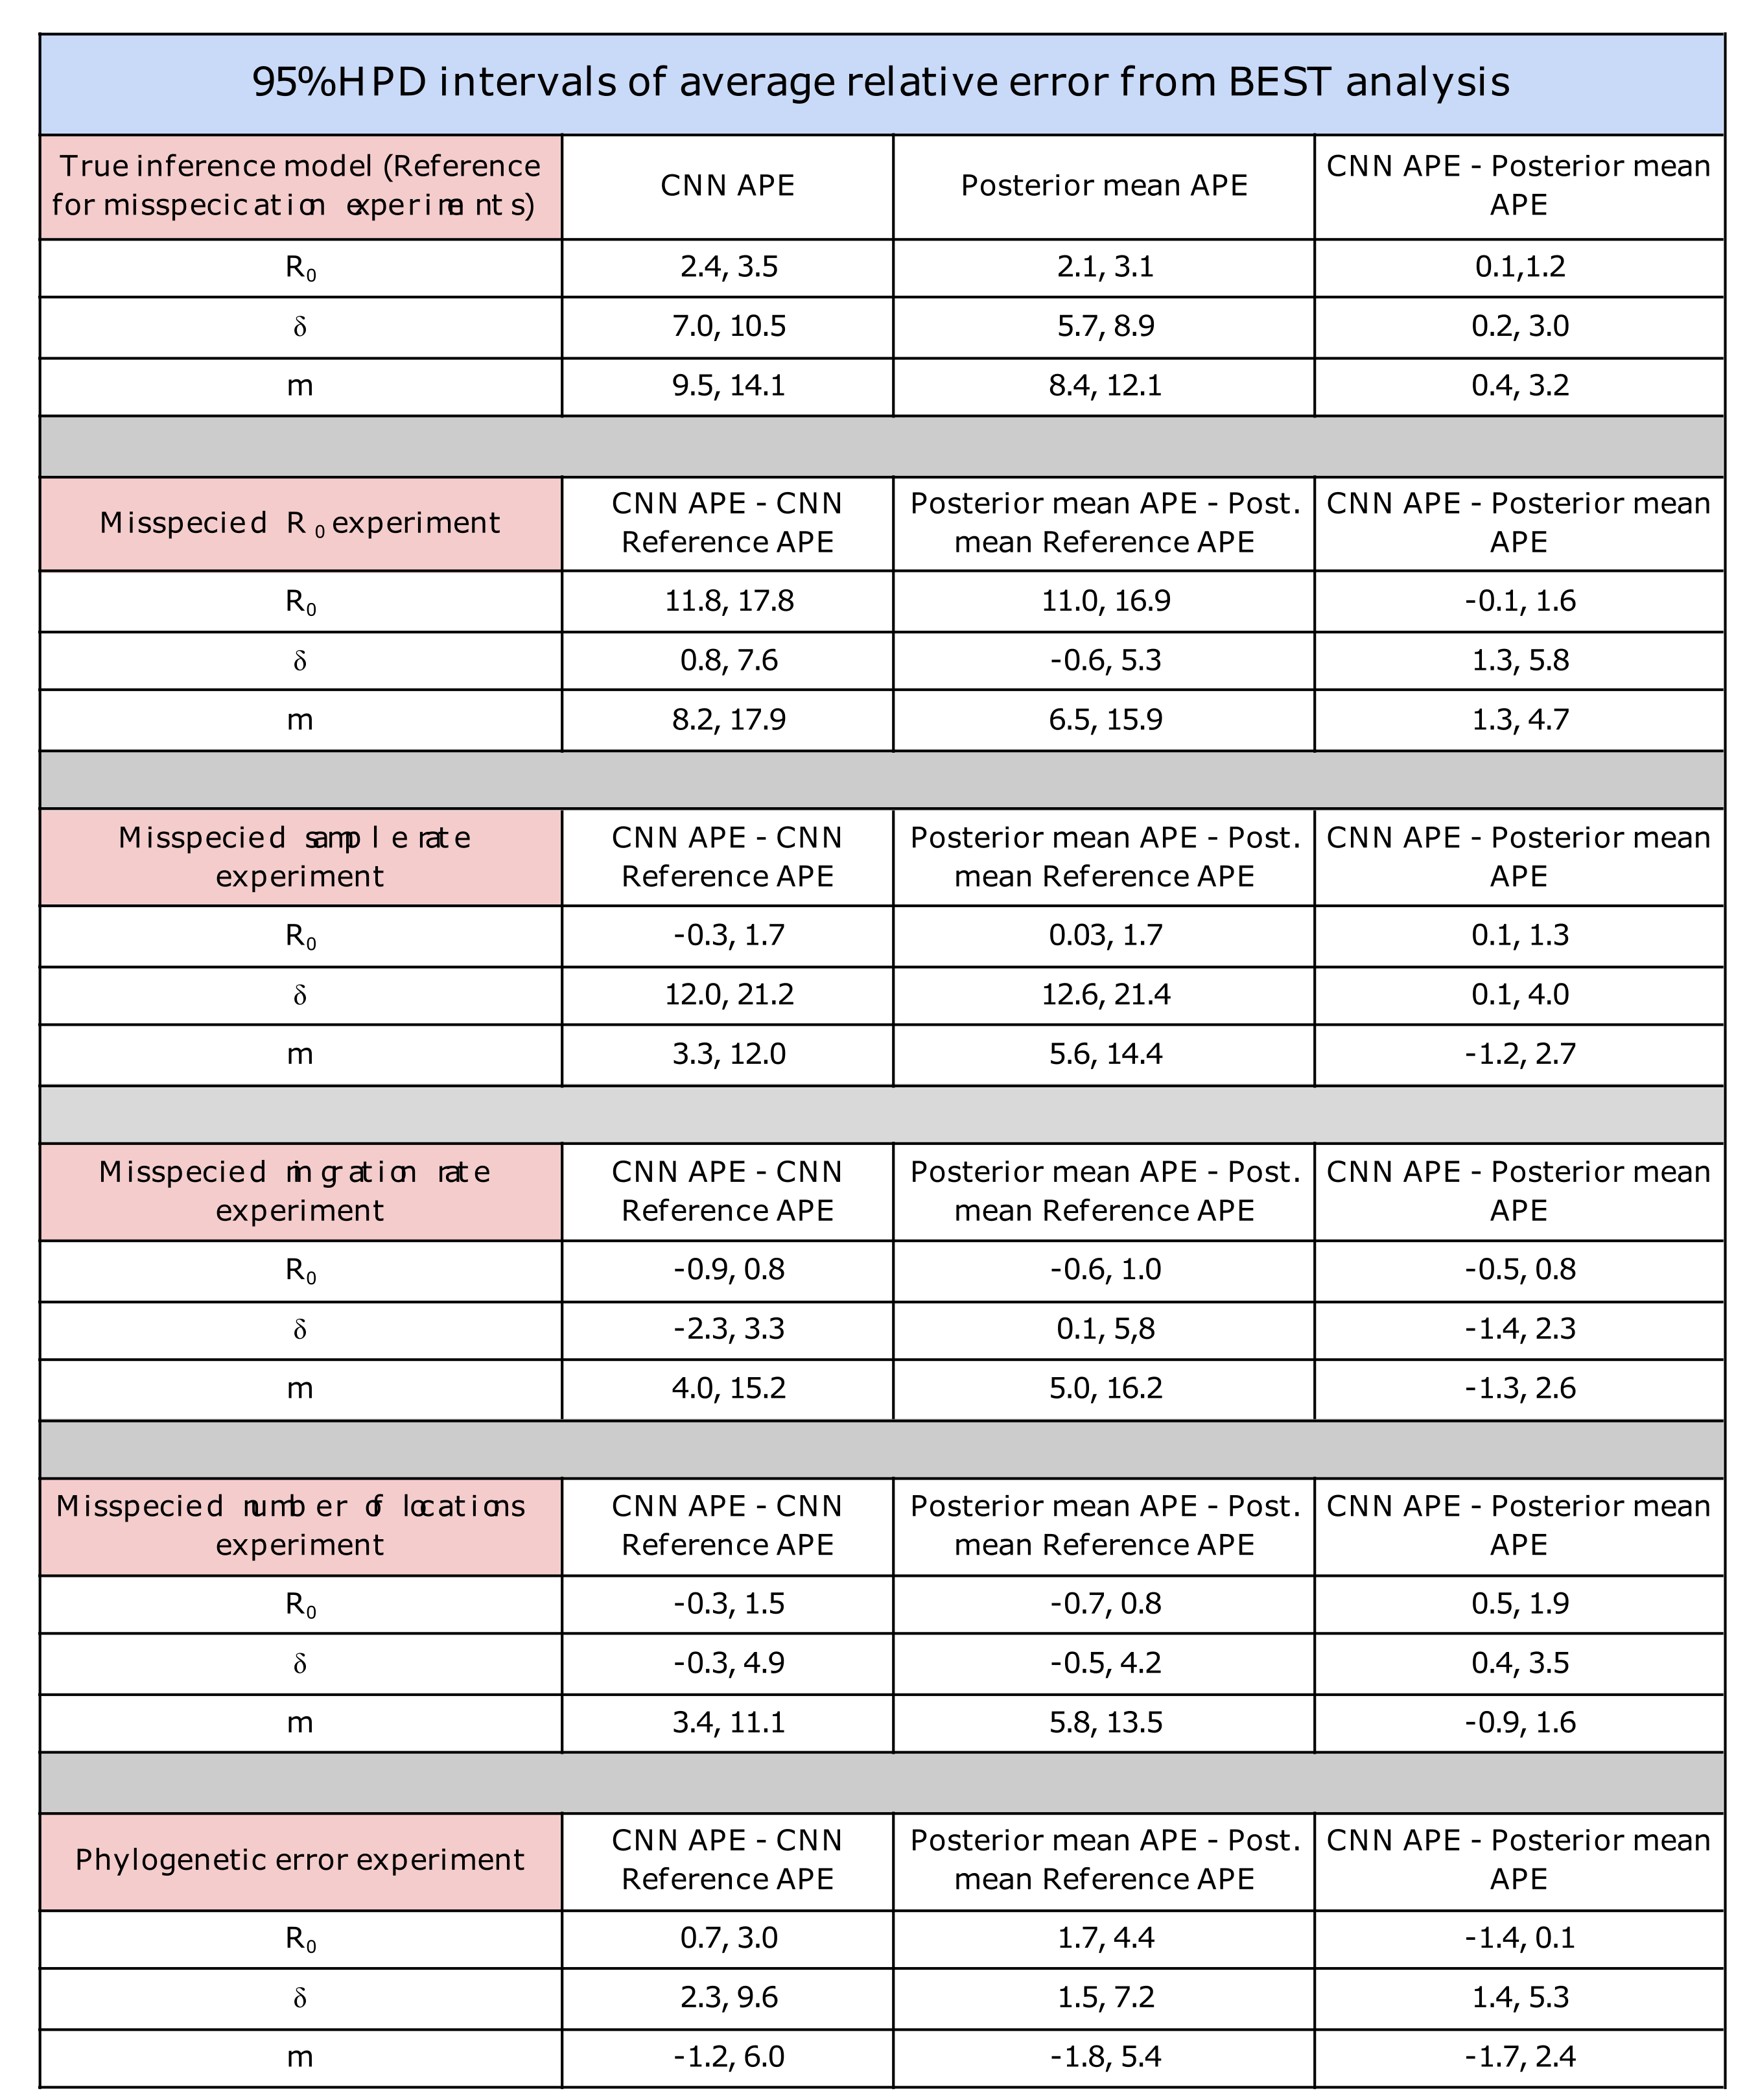 95%HPD intervals of average relative error from BEST analysis
True inference model (Reference
for misspecication experiments)
CNN APE
Posterior mean APE
CNN APE - Posterior mean
APE
R₀
2.4, 3.5
2.1, 3.1
0.1,1.2
δ
7.0, 10.5
5.7, 8.9
0.2, 3.0
m
9.5, 14.1
8.4, 12.1
0.4, 3.2
Misspecied R₀ experiment
CNN APE - CNN
Reference APE
Posterior mean APE - Post.
mean Reference APE
CNN APE - Posterior mean
APE
R₀
11.8, 17.8
11.0, 16.9
-0.1, 1.6
δ
0.8, 7.6
-0.6, 5.3
1.3, 5.8
m
8.2, 17.9
6.5, 15.9
1.3, 4.7
Misspecied sample rate
experiment
CNN APE - CNN
Reference APE
Posterior mean APE - Post.
mean Reference APE
CNN APE - Posterior mean
APE
R₀
-0.3, 1.7
0.03, 1.7
0.1, 1.3
δ
12.0, 21.2
12.6, 21.4
0.1, 4.0
m
3.3, 12.0
5.6, 14.4
-1.2, 2.7
Misspecied migration rate
experiment
CNN APE - CNN
Reference APE
Posterior mean APE - Post.
mean Reference APE
CNN APE - Posterior mean
APE
R₀
-0.9, 0.8
-0.6, 1.0
-0.5, 0.8
δ
-2.3, 3.3
0.1, 5,8
-1.4, 2.3
m
4.0, 15.2
5.0, 16.2
-1.3, 2.6
Misspecied number of locations
experiment
CNN APE - CNN
Reference APE
Posterior mean APE - Post.
mean Reference APE
CNN APE - Posterior mean
APE
R₀
-0.3, 1.5
-0.7, 0.8
0.5, 1.9
δ
-0.3, 4.9
-0.5, 4.2
0.4, 3.5
m
3.4, 11.1
5.8, 13.5
-0.9, 1.6
Phylogenetic error experiment
CNN APE - CNN
Reference APE
Posterior mean APE - Post.
mean Reference APE
CNN APE - Posterior mean
APE
R₀
0.7, 3.0
1.7, 4.4
-1.4, 0.1
δ
2.3, 9.6
1.5, 7.2
1.4, 5.3
m
-1.2, 6.0
-1.8, 5.4
-1.7, 2.4